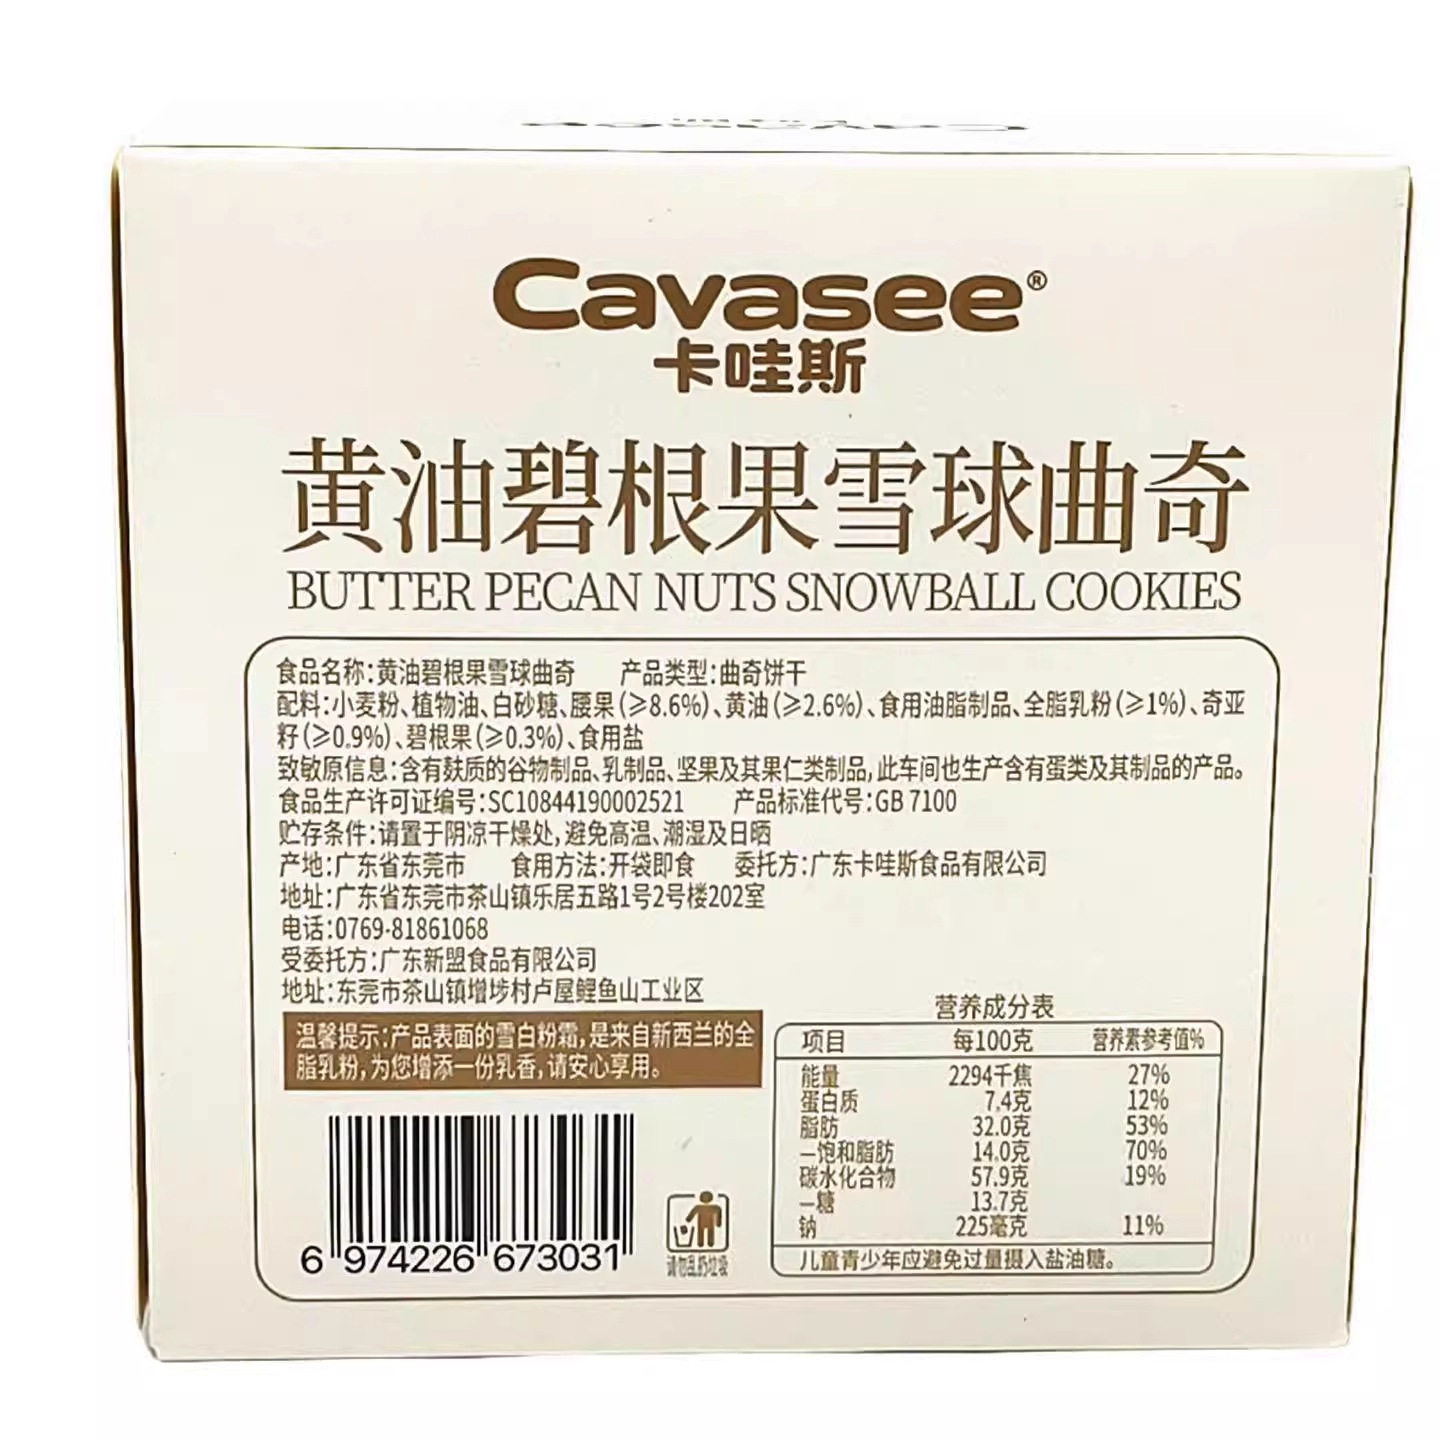 Cavasee®
卡哇斯
黄油碧根果雪球曲奇
BUTTER PECAN NUTS SNOWBALL COOKIES
食品名称:黄油碧根果雪球曲奇 产品类型:曲奇饼干
配料:小麦粉、植物油、白砂糖、腰果(≥8.6%)、黄油(≥2.6%)、食用油脂制品、全脂乳粉(≥1%)、奇亚
籽(≥0.9%)、碧根果(≥0.3%)、食用盐
致敏原信息:含有麸质的谷物制品、乳制品、坚果及其果仁类制品,此车间也生产含有蛋类及其制品的产品。
食品生产许可证编号:SC10844190002521 产品标准代号:GB 7100
贮存条件:请置于阴凉干燥处,避免高温、潮湿及日晒
产地:广东省东莞市 食用方法:开袋即食 委托方:广东卡哇斯食品有限公司
地址:广东省东莞市茶山镇乐居五路1号2号楼202室
电话:0769-81861068
受委托方:广东新盟食品有限公司
地址:东莞市茶山镇增埗村卢屋鲤鱼山工业区
温馨提示:产品表面的雪白粉霜,是来自新西兰的全
脂乳粉,为您增添一份乳香,请安心享用。
营养成分表
项目 每100克 营养素参考值%
能量 2294千焦 27%
蛋白质 7.4克 12%
脂肪 32.0克 53%
—饱和脂肪 14.0克 70%
碳水化合物 57.9克 19%
—糖 13.7克
钠 225毫克 11%
儿童青少年应避免过量摄入盐油糖。
6 974226 673031
请勿乱扔垃圾